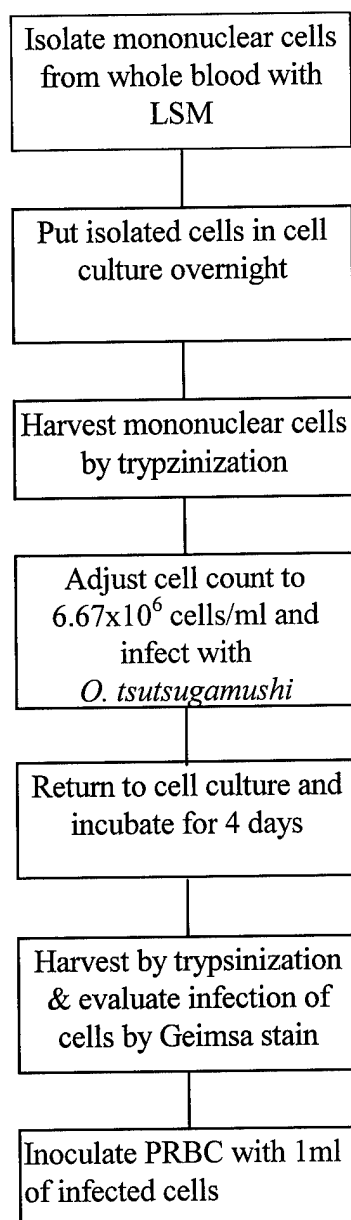 Isolate mononuclear cells
from whole blood with
LSM
Put isolated cells in cell
culture overnight
Harvest mononuclear cells
by trypzinization
Adjust cell count to
6.67x10⁶ cells/ml and
infect with
O. tsutsugamushi
Return to cell culture and
incubate for 4 days
Harvest by trypsinization
& evaluate infection of
cells by Geimsa stain
Inoculate PRBC with 1ml
of infected cells